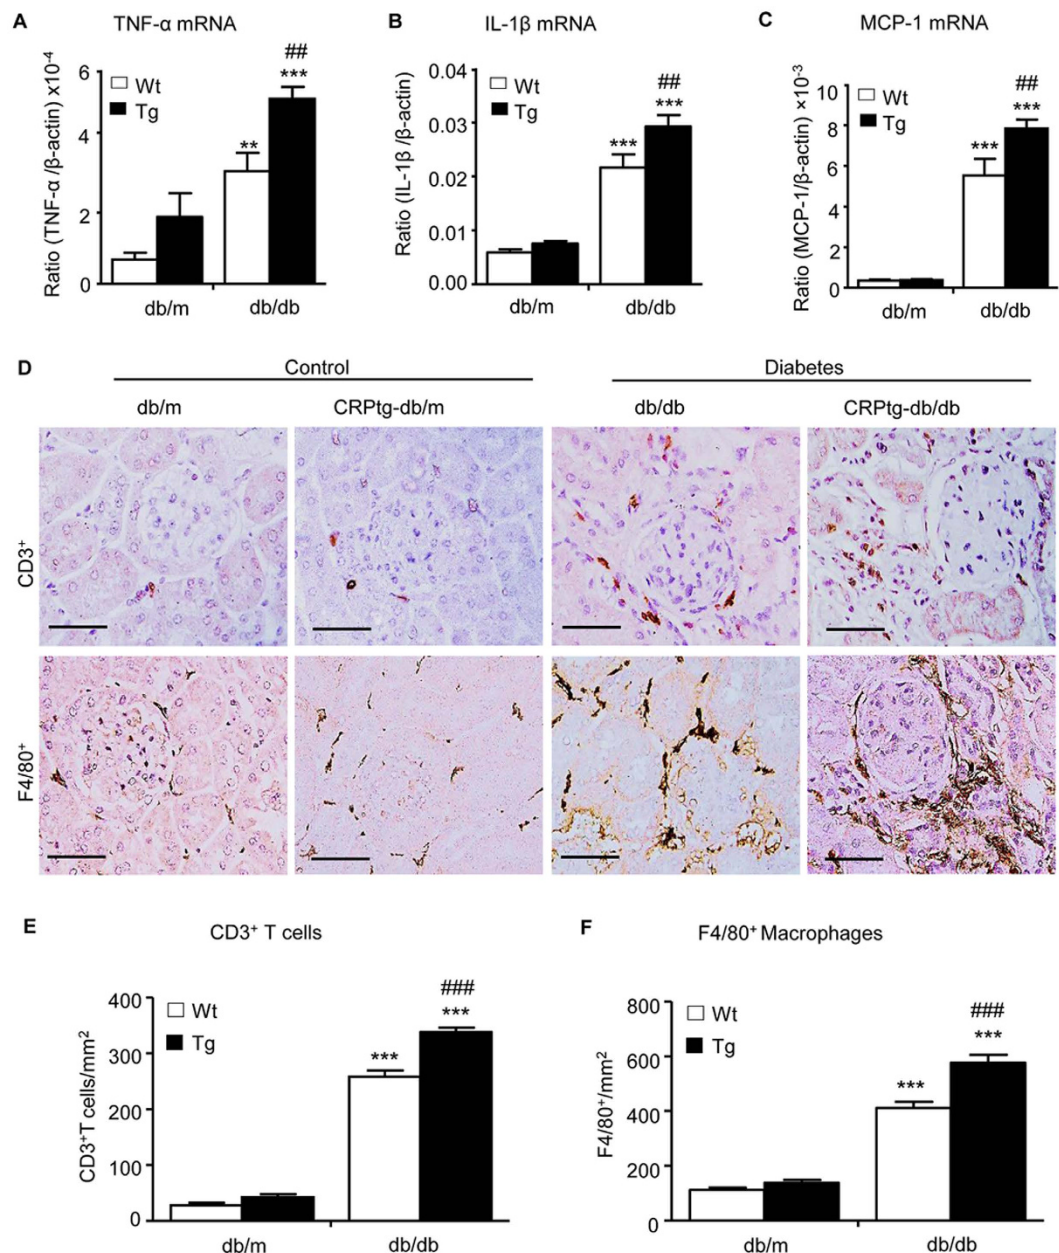 A
TNF-α mRNA
Ratio (TNF-α /β-actin) x10-4
6
4
2
0
Wt
Tg
**
##
***
db/m
db/db
B
IL-1β mRNA
Ratio (IL-1β /β-actin)
0.04
0.03
0.02
0.01
0.00
Wt
Tg
***
##
***
db/m
db/db
C
MCP-1 mRNA
Ratio (MCP-1/β-actin) ×10-3
10
8
6
4
2
0
Wt
Tg
***
##
***
db/m
db/db
D
Control
Diabetes
db/m
CRPtg-db/m
db/db
CRPtg-db/db
CD3+
F4/80+
E
CD3+ T cells
CD3+T cells/mm2
400
300
200
100
0
Wt
Tg
***
###
***
db/m
db/db
F
F4/80+ Macrophages
F4/80+/mm2
800
600
400
200
0
Wt
Tg
***
###
***
db/m
db/db